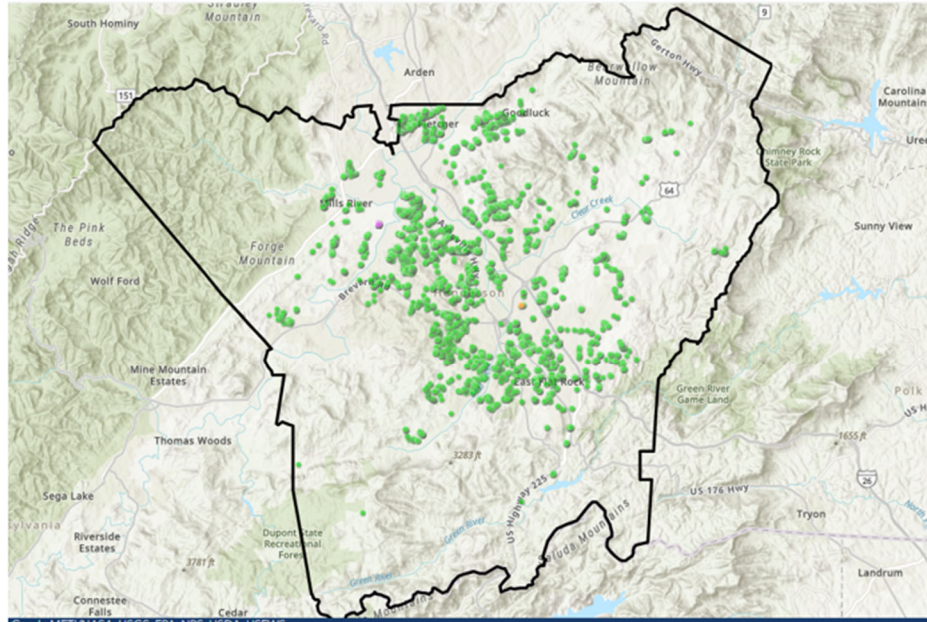 Mountain
South Hominy
9
Gerton Hwy
Arden
Bearwallow
Mountain
151
Carolina
Mountain
Goodluck
Fletcher
Ure
Chimney Rock
State Park
64
Mills River
Clear Creek
The Pink
Beds
Sunny View
Forge
Mountain
Wolf Ford
Brevard
Mine Mountain
Estates
East Flat Rock
Green River
Game Land
Polk
US H
Thomas Woods
1655 ft
3283 ft
26
Sega Lake
US 176 Hwy
US Highway 225
Tryon
Riverside
Estates
Green River
Dupont State
Recreational
Fores
3781 ft
Landrum
Green River
Connestee
Falls
Cedar
Mountains